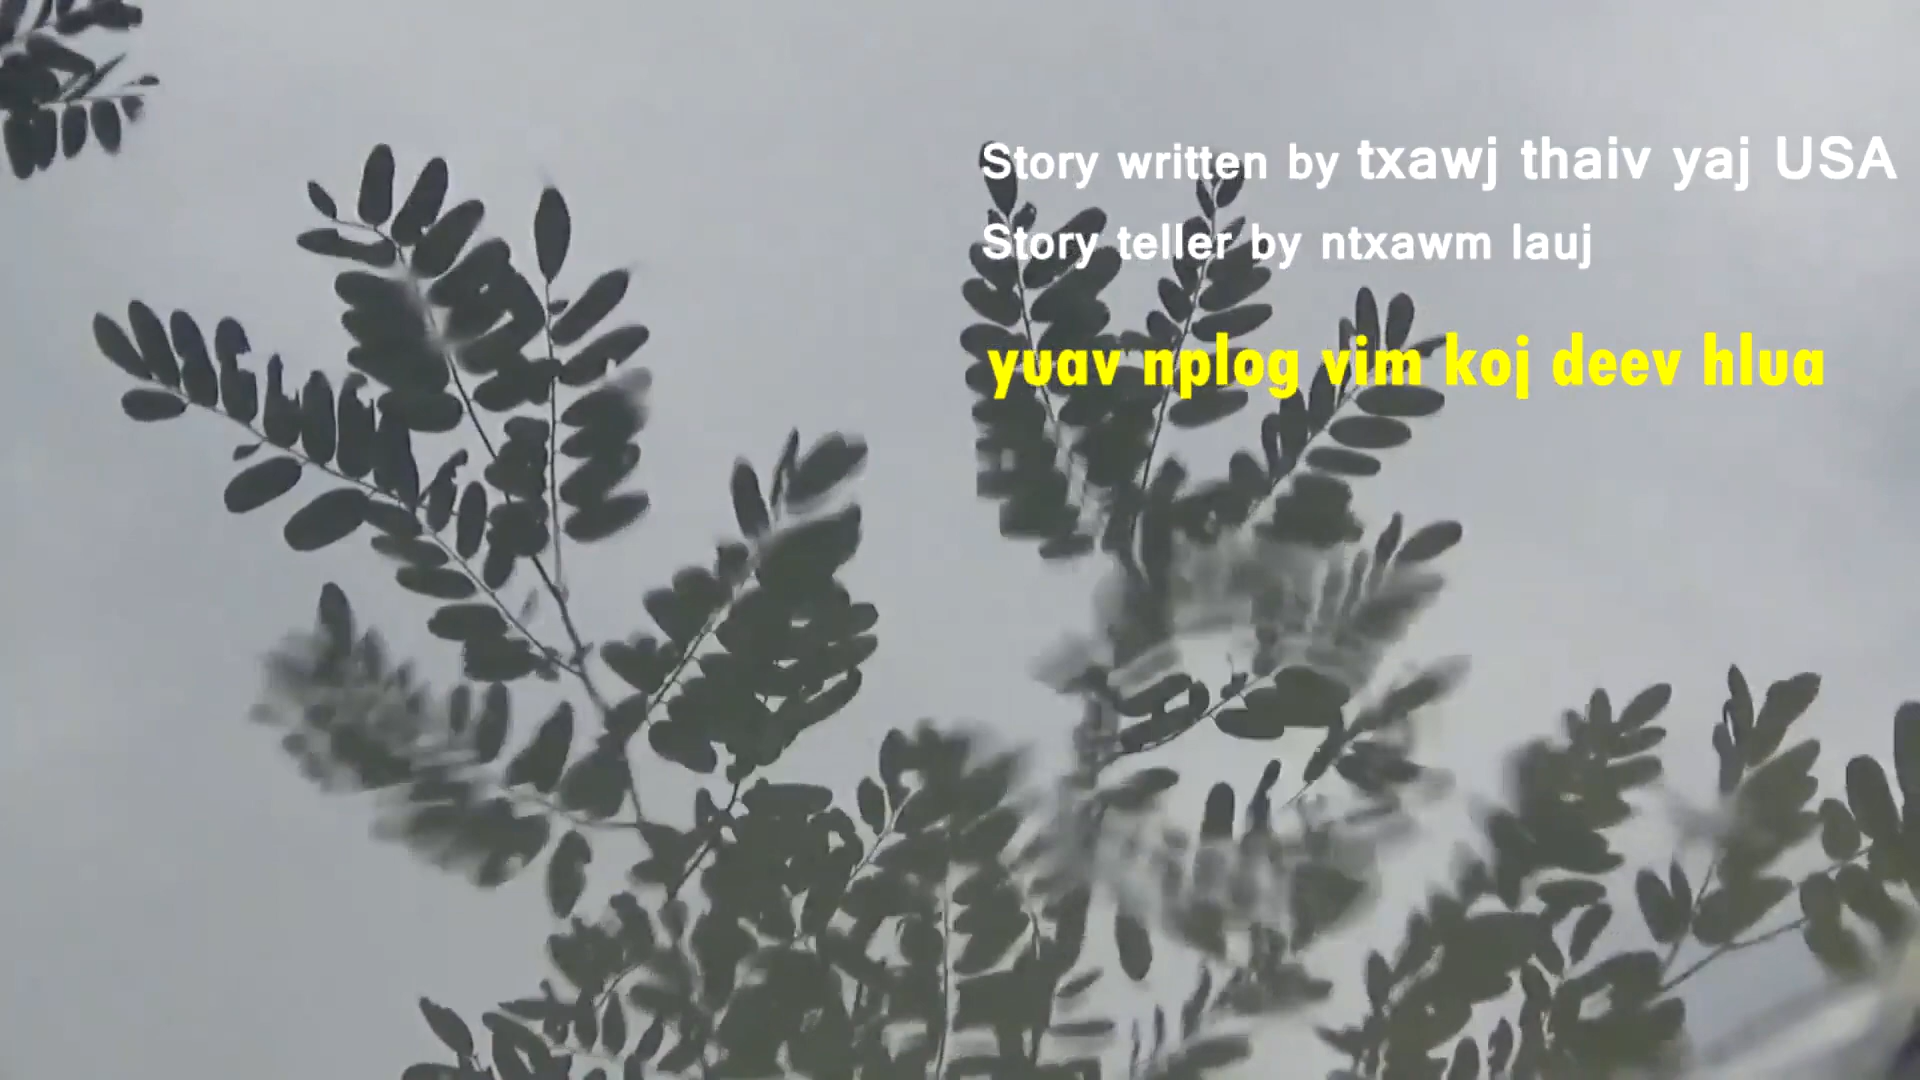 Story written by txawj thaiv yaj USA
Story teller by ntxawm lauj
yuav nplog vim koj deev hlua